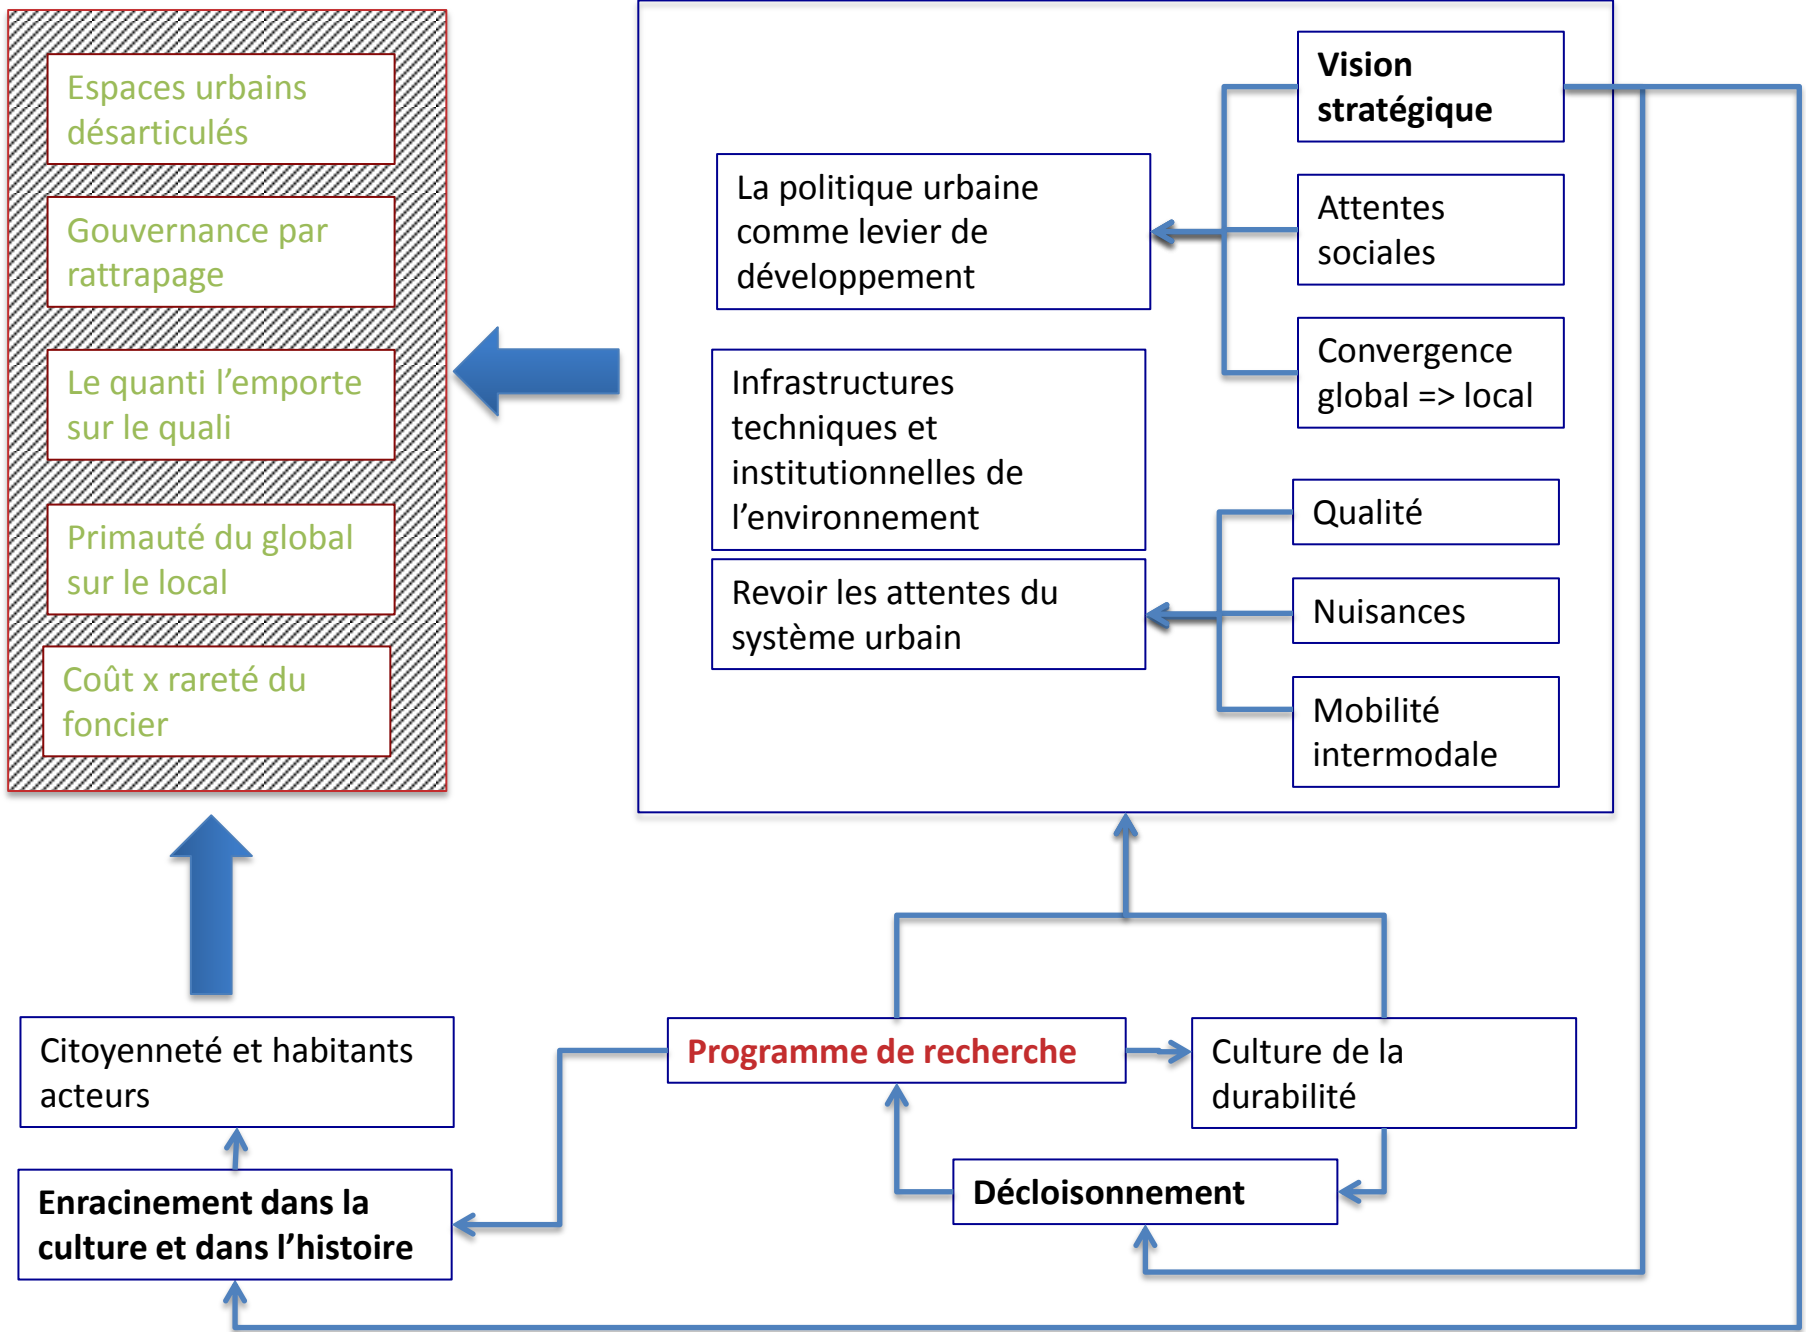 Espaces urbains
désarticulés
Gouvernance par
rattrapage
Le quanti l’emporte
sur le quali
Primauté du global
sur le local
Coût x rareté du
foncier
La politique urbaine
comme levier de
développement
Infrastructures
techniques et
institutionnelles de
l’environnement
Revoir les attentes du
système urbain
Vision
stratégique
Attentes
sociales
Convergence
global => local
Qualité
Nuisances
Mobilité
intermodale
Citoyenneté et habitants
acteurs
Enracinement dans la
culture et dans l’histoire
Programme de recherche
Culture de la
durabilité
Décloisonnement